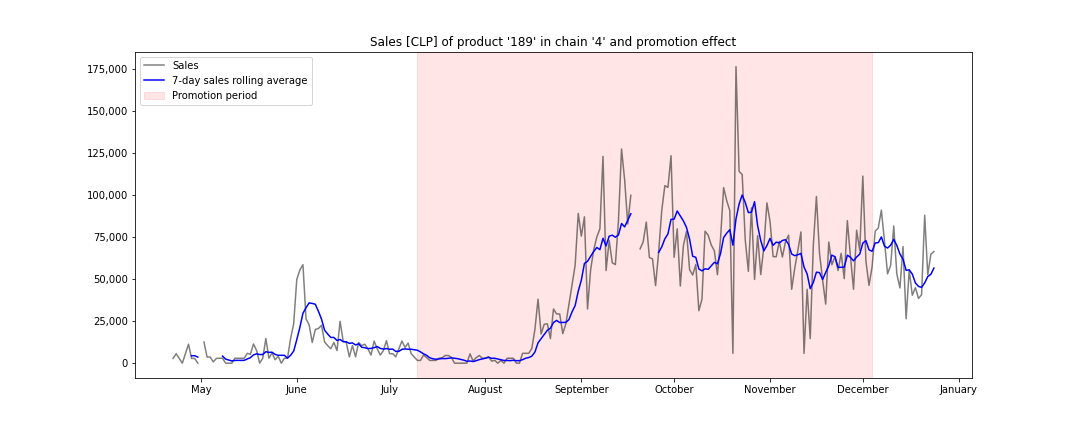 Sales [CLP] of product '189' in chain '4' and promotion effect
Sales
7-day sales rolling average
Promotion period
175,000
150,000
125,000
100,000
75,000
50,000
25,000
0
May June July August September October November December January